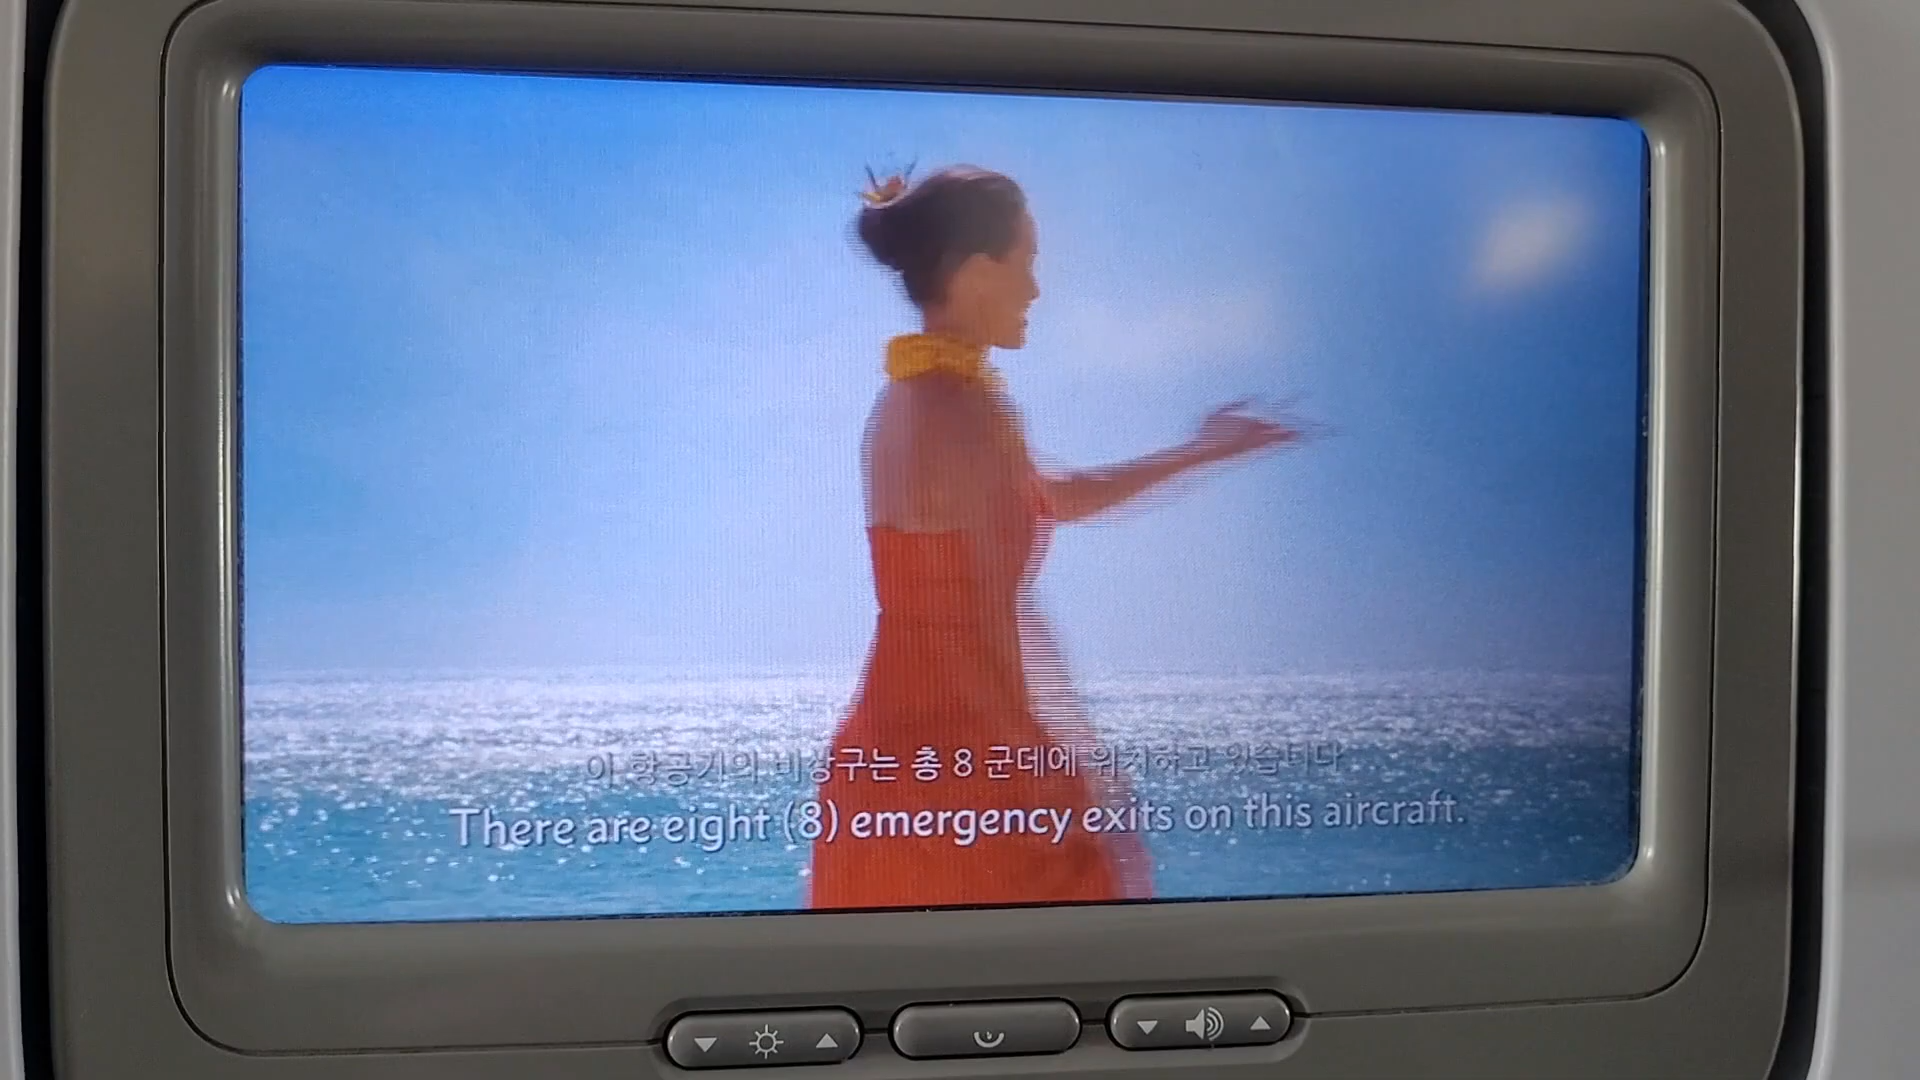 이 항공기의 비상구는 총 8 군데에 위치하고 있습니다
There are eight (8) emergency exits on this aircraft.